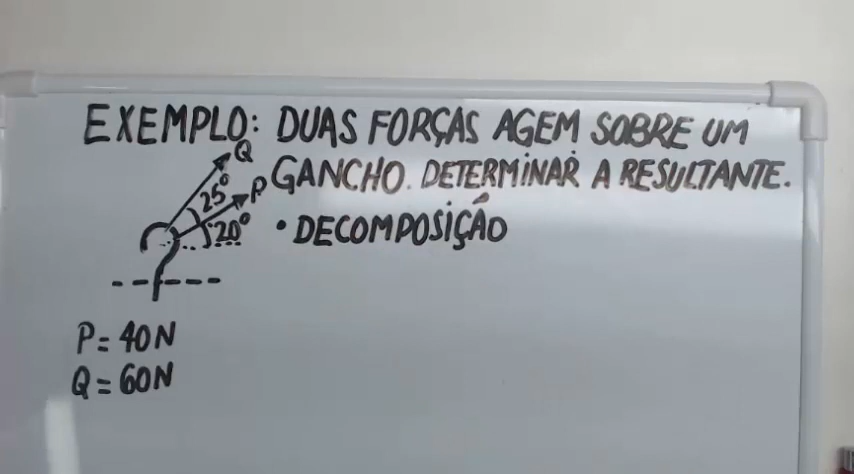 EXEMPLO: DUAS FORÇAS AGEM SOBRE UM
GANCHO. DETERMINAR A RESULTANTE.
• DECOMPOSIÇÃO
Q
25°
P
20°
P = 40N
Q = 60N